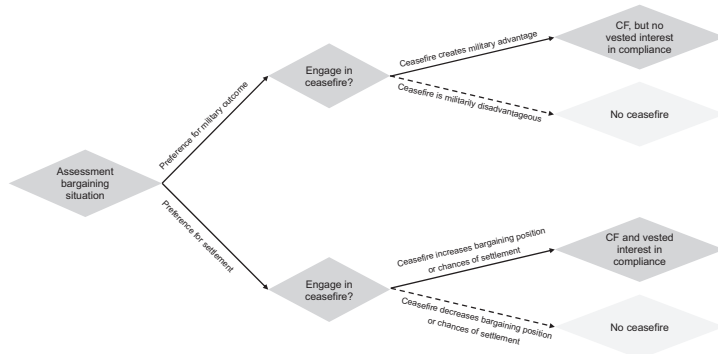 Assessment
bargaining
situation
Preference for military outcome
Engage in
ceasefire?
Ceasefire creates military advantage
CF, but no
vested interest
in compliance
Ceasefire is militarily disadvantageous
No ceasefire
Preference for settlement
Engage in
ceasefire?
Ceasefire increases bargaining position
or chances of settlement
CF and vested
interest in
compliance
Ceasefire decreases bargaining position
or chances of settlement
No ceasefire